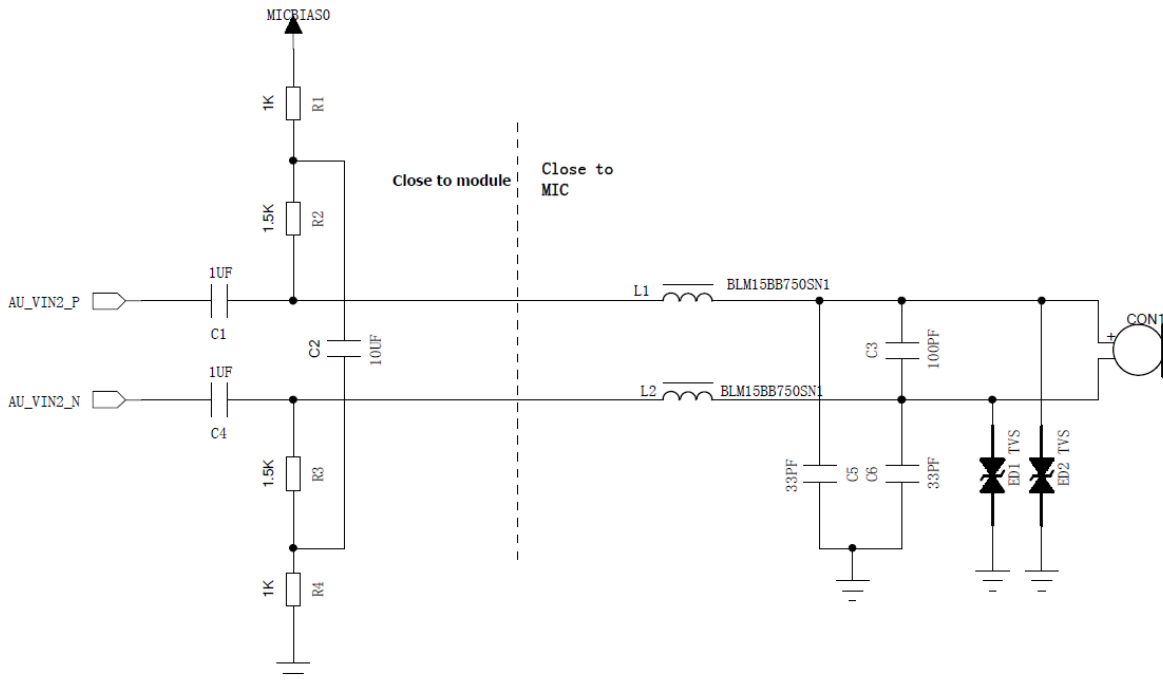 MICBIAS0
1K
R1
Close to module
Close to
MIC
1.5K
R2
1UF
L1
BLM15BB750SN1
AU_VIN2_P
C1
CON1
+
C2
10UF
C3
100PF
1UF
L2
BLM15BB750SN1
AU_VIN2_N
C4
1.5K
R3
33PF
C5
C6
33PF
ED1 TVS
ED2 TVS
1K
R4